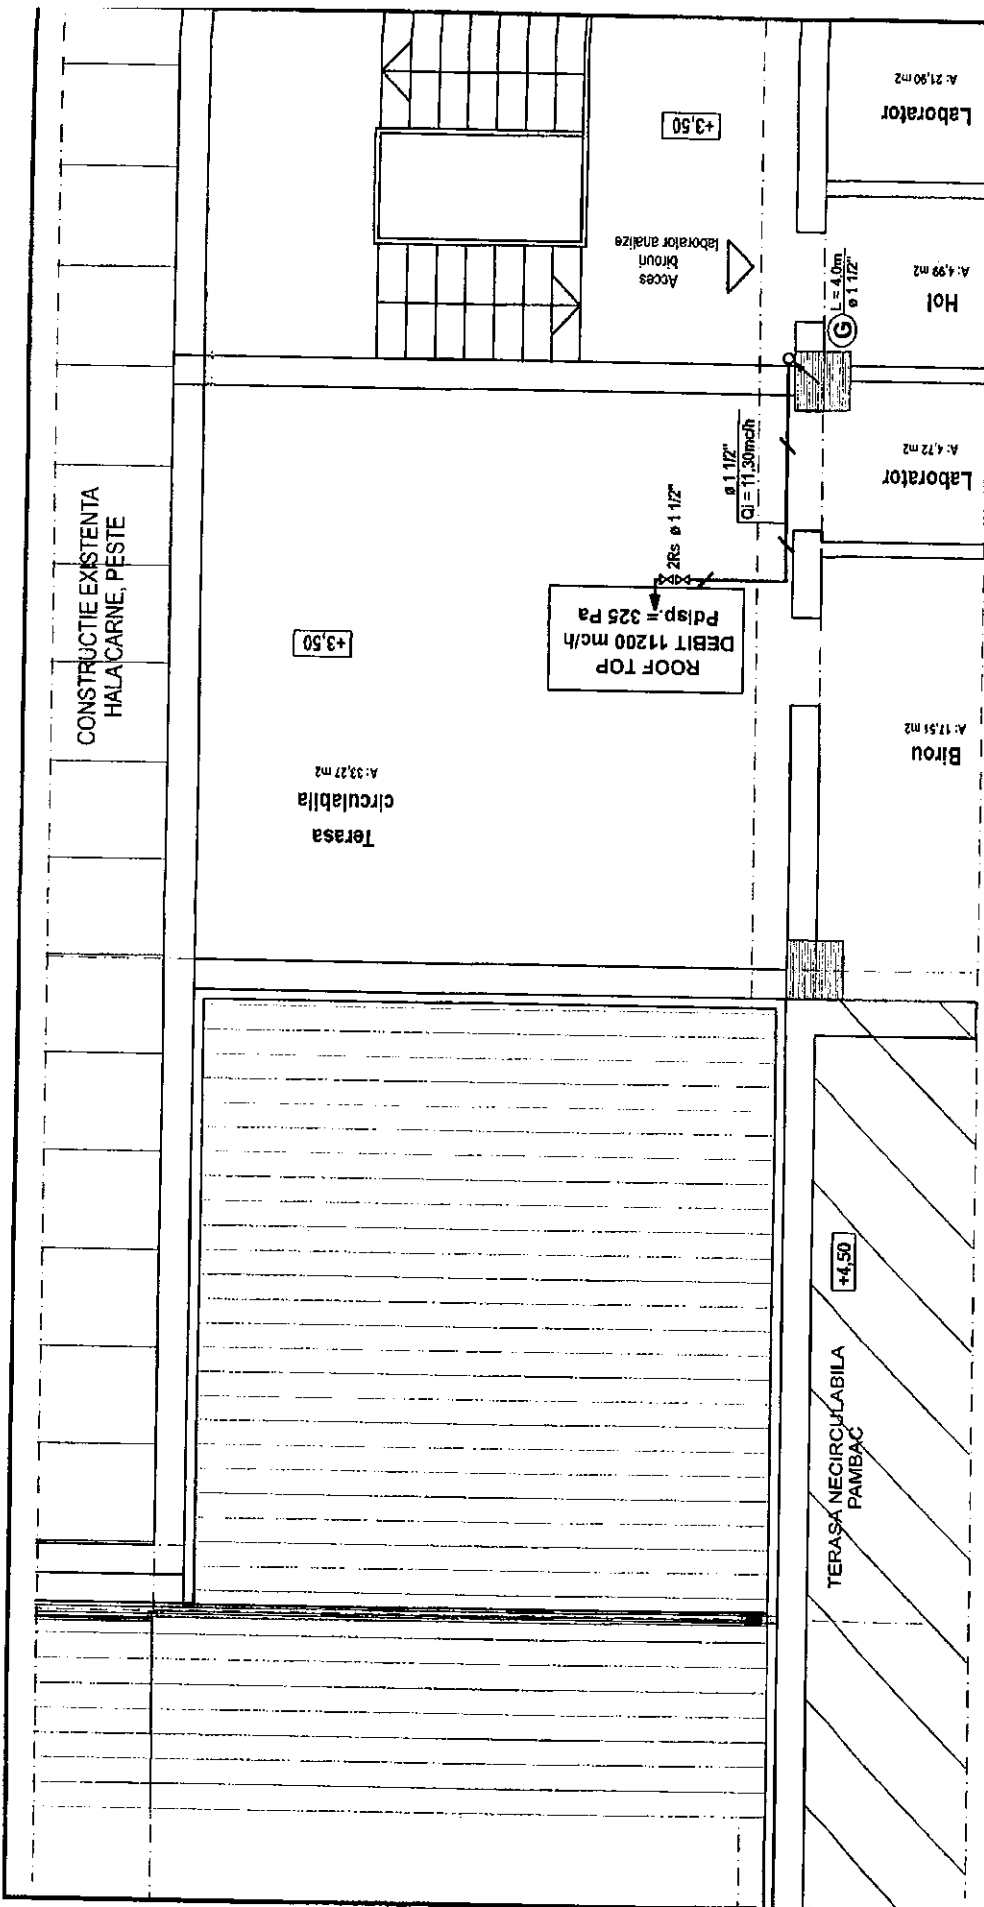 A: 21,90 m2
Laborator
+3,50
Acces
birouri
laborator analize
A: 4,99 m2
Hol
G
L = 4,0m
ø 1 1/2"
A: 4,72 m2
Laborator
ø 1 1/2"
Qi = 11,30mc/h
2Rs ø 1 1/2"
CONSTRUCTIE EXISTENTA
HALA CARNE, PESTE
+3,50
ROOF TOP
DEBIT 11200 mc/h
Pdisp.= 325 Pa
Birou
A: 17,51 m2
Terasa
circulabila
A: 33,27 m2
+4,50
TERASA NECIRCULABILA
PAMBAC